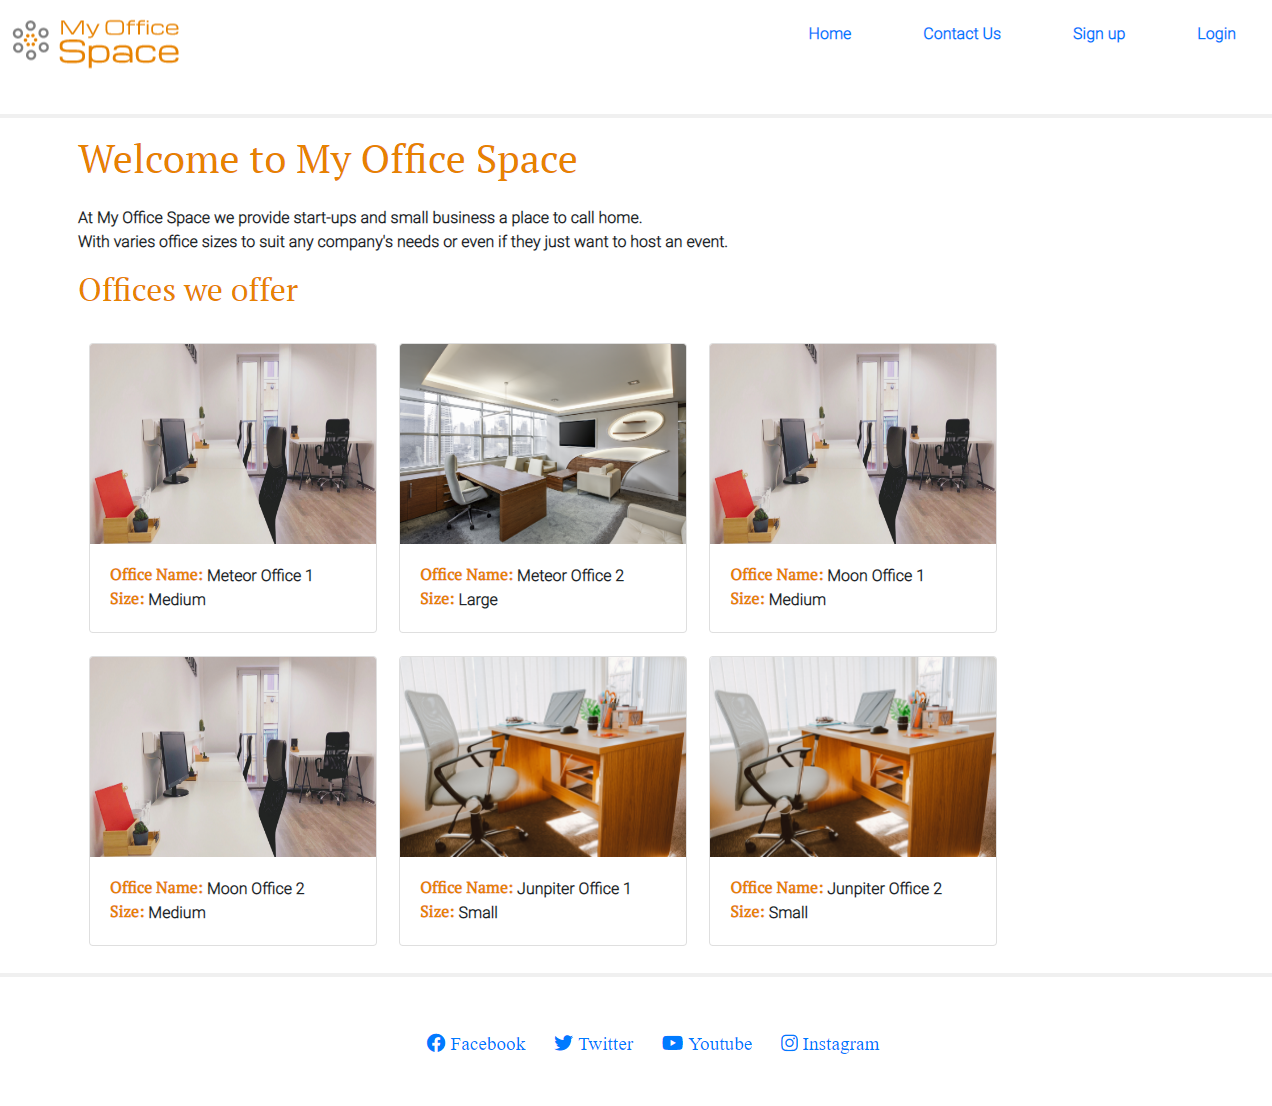 My Office
Space
Home Contact Us Sign up Login
Welcome to My Office Space
At My Office Space we provide start-ups and small business a place to call home.
With varies office sizes to suit any company's needs or even if they just want to host an event.
Offices we offer
Office Name: Meteor Office 1
Size: Medium
Office Name: Meteor Office 2
Size: Large
Office Name: Moon Office 1
Size: Medium
Office Name: Moon Office 2
Size: Medium
Office Name: Junpiter Office 1
Size: Small
Office Name: Junpiter Office 2
Size: Small
Facebook Twitter Youtube Instagram